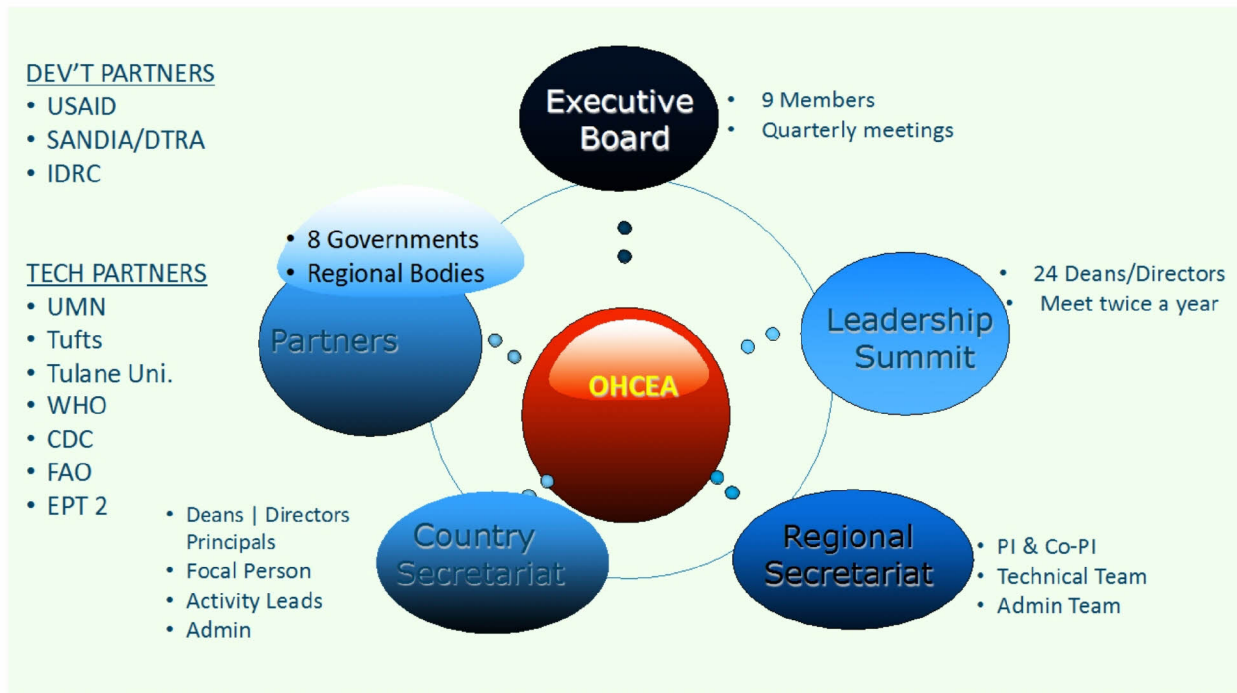 DEV'T PARTNERS
• USAID
• SANDIA/DTRA
• IDRC
TECH PARTNERS
• UMN
• Tufts
• Tulane Uni.
• WHO
• CDC
• FAO
• EPT 2
Executive
Board
• 9 Members
• Quarterly meetings
• 8 Governments
• Regional Bodies
Partners
OHCEA
Leadership
Summit
• 24 Deans/Directors
• Meet twice a year
• Deans | Directors
Principals
• Focal Person
• Activity Leads
• Admin
Country
Secretariat
Regional
Secretariat
• PI & Co-PI
• Technical Team
• Admin Team